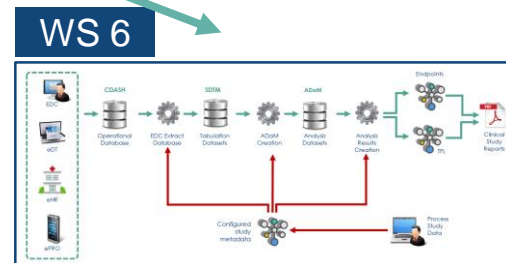 WS 6
EDC
eDT
eHR
ePRO
CDASH
Operational
Database
EDC Extract
Database
SDTM
Tabulation
Datasets
ADaM
Creation
ADaM
Analysis
Datasets
Analysis
Results
Creation
Endpoints
TFL
PDF
Clinical
Study
Reports
Configured
study
metadata
Process
Study
Data